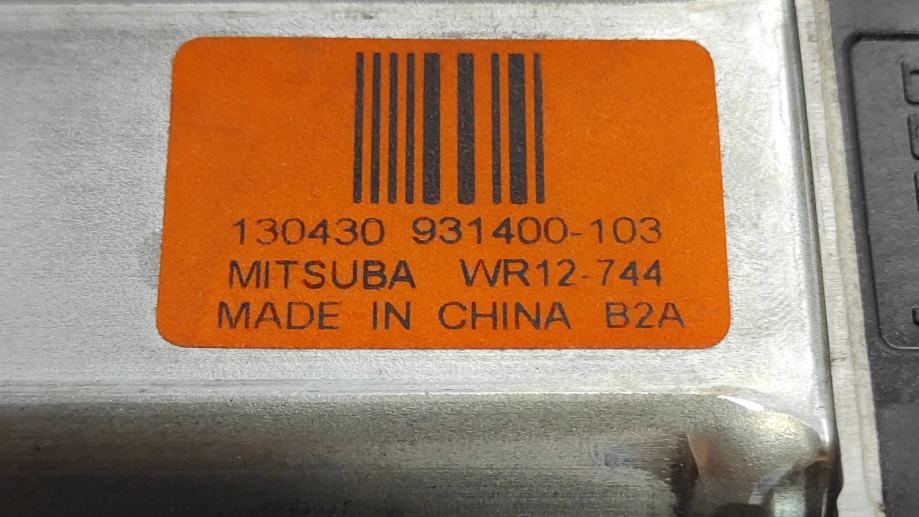 130430 931400-103
MITSUBA WR12-744
MADE IN CHINA B2A